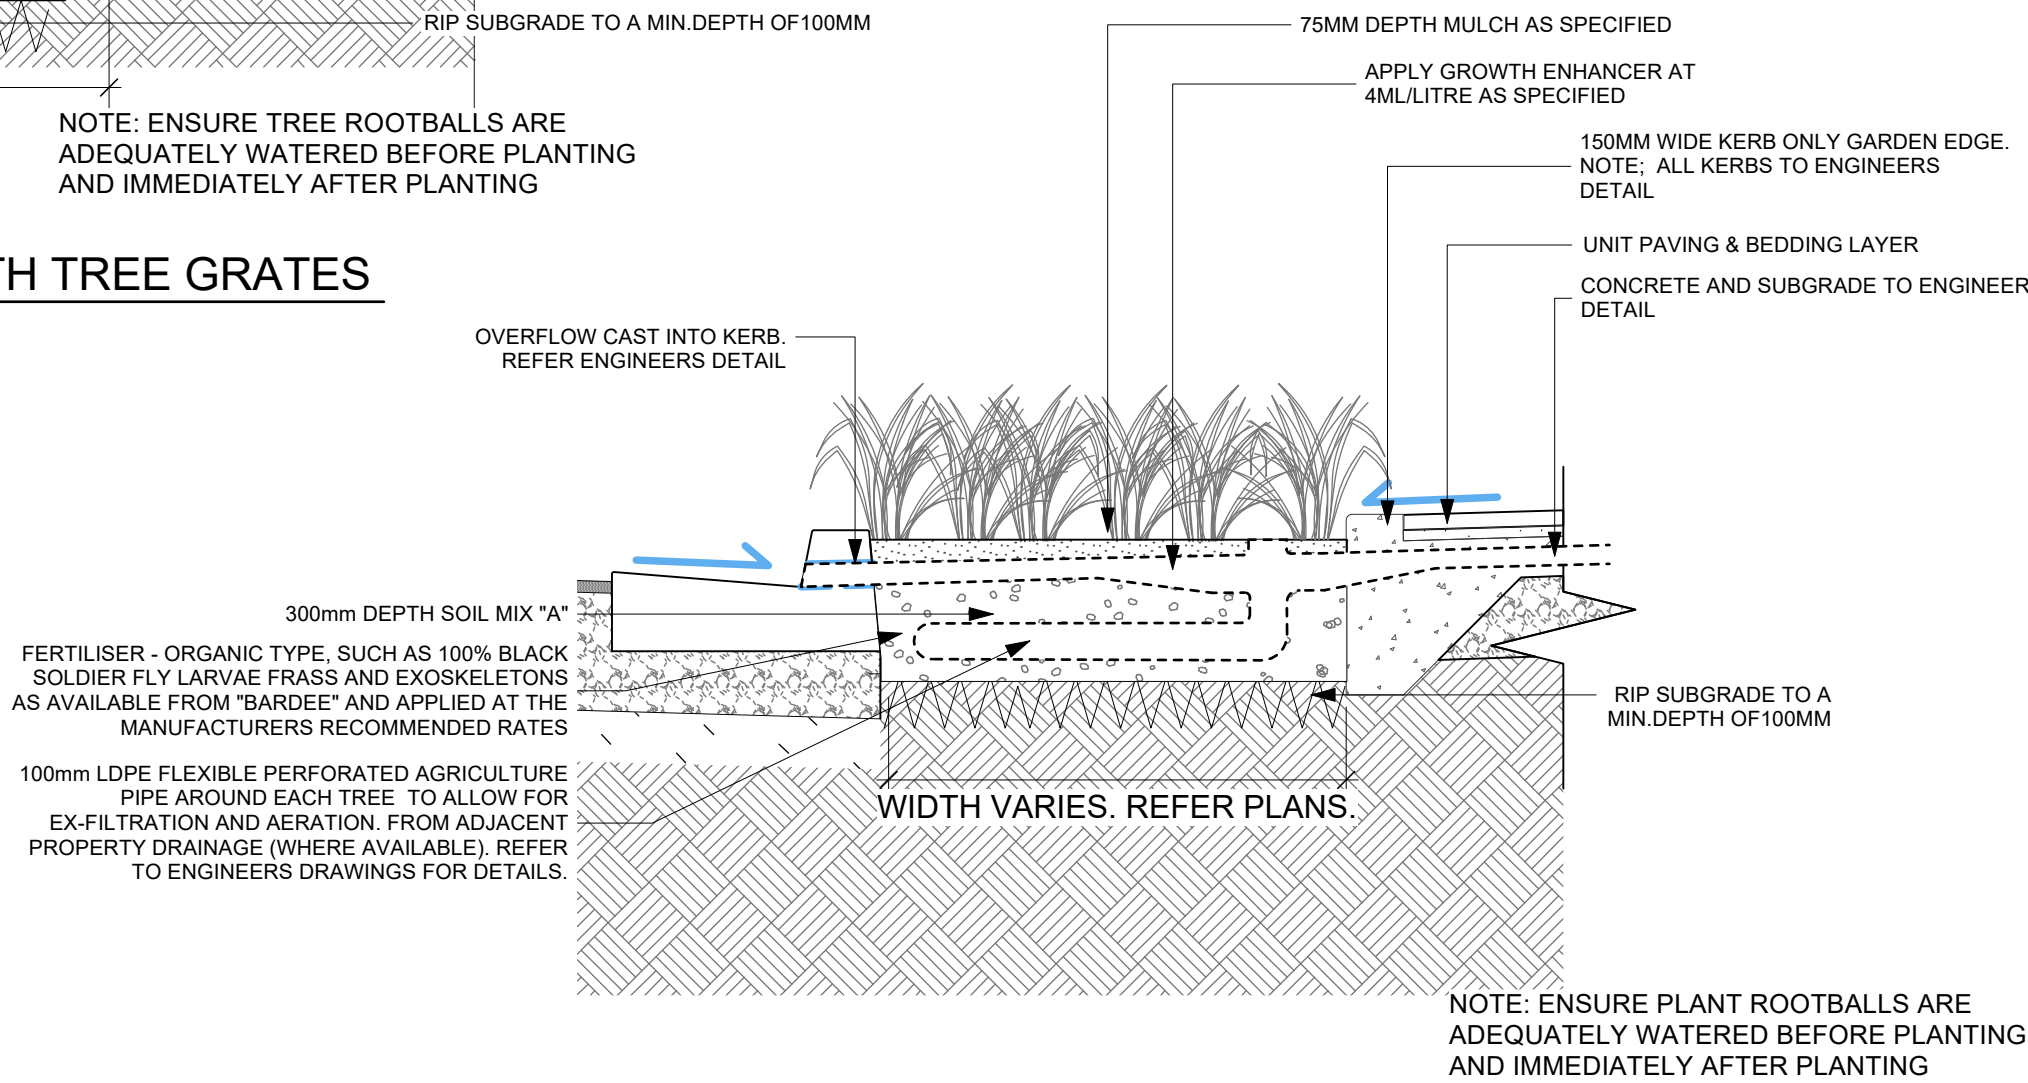 RIP SUBGRADE TO A MIN.DEPTH OF100MM
NOTE: ENSURE TREE ROOTBALLS ARE
ADEQUATELY WATERED BEFORE PLANTING
AND IMMEDIATELY AFTER PLANTING
TH TREE GRATES
75MM DEPTH MULCH AS SPECIFIED
APPLY GROWTH ENHANCER AT
4ML/LITRE AS SPECIFIED
150MM WIDE KERB ONLY GARDEN EDGE.
NOTE; ALL KERBS TO ENGINEERS
DETAIL
UNIT PAVING & BEDDING LAYER
CONCRETE AND SUBGRADE TO ENGINEER
DETAIL
OVERFLOW CAST INTO KERB.
REFER ENGINEERS DETAIL
300mm DEPTH SOIL MIX "A"
FERTILISER - ORGANIC TYPE, SUCH AS 100% BLACK
SOLDIER FLY LARVAE FRASS AND EXOSKELETONS
AS AVAILABLE FROM "BARDEE" AND APPLIED AT THE
MANUFACTURERS RECOMMENDED RATES
100mm LDPE FLEXIBLE PERFORATED AGRICULTURE
PIPE AROUND EACH TREE TO ALLOW FOR
EX-FILTRATION AND AERATION. FROM ADJACENT
PROPERTY DRAINAGE (WHERE AVAILABLE). REFER
TO ENGINEERS DRAWINGS FOR DETAILS.
RIP SUBGRADE TO A
MIN.DEPTH OF100MM
WIDTH VARIES. REFER PLANS.
NOTE: ENSURE PLANT ROOTBALLS ARE
ADEQUATELY WATERED BEFORE PLANTING
AND IMMEDIATELY AFTER PLANTING